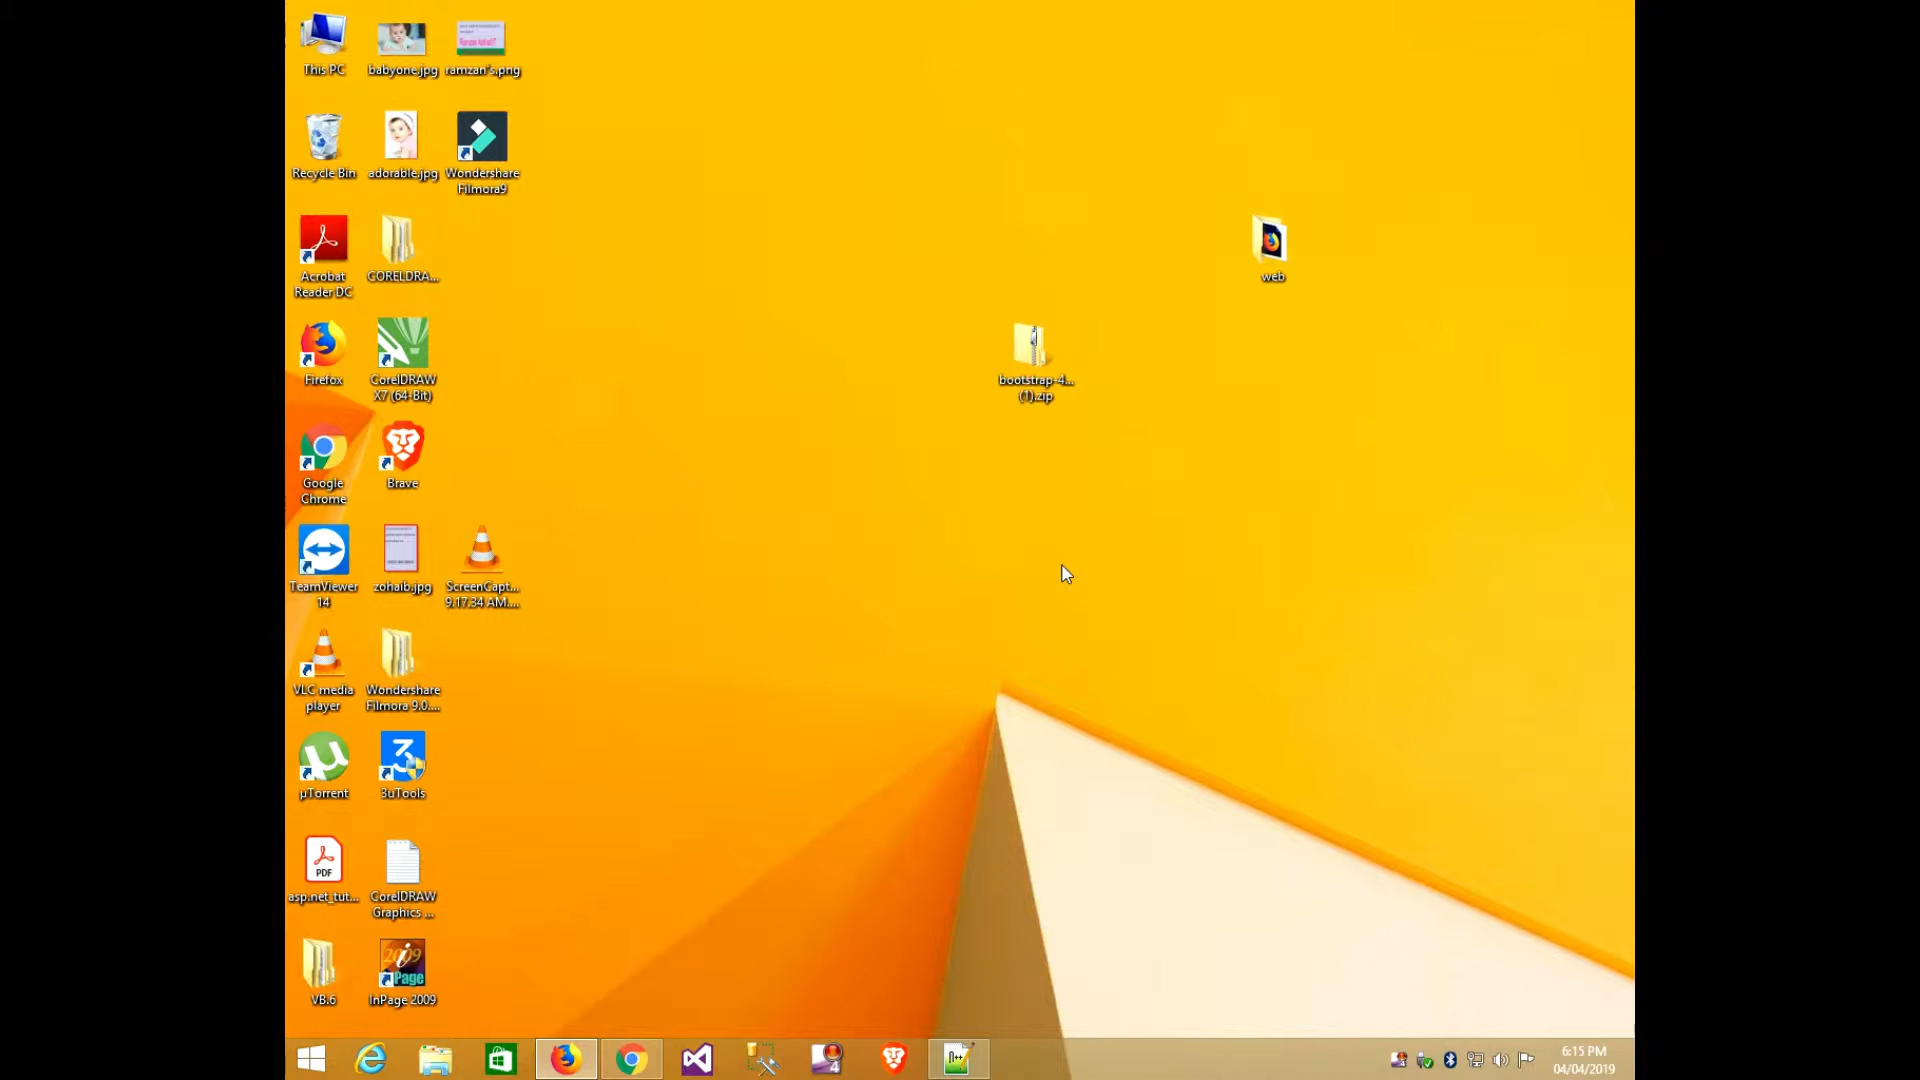 This PC
babyone.jpg
ramzan's.png
Recycle Bin
adorable.jpg
Wondershare
Filmora9
Acrobat
Reader DC
CORELDRA...
web
Firefox
CorelDRAW
X7 (64-Bit)
bootstrap-4...
(1).zip
Google
Chrome
Brave
TeamViewer
14
zohaib.jpg
ScreenCapt...
9.17.34 AM....
VLC media
player
Wondershare
Filmora 9.0....
µTorrent
3uTools
PDF
asp.net_tut...
CorelDRAW
Graphics ...
VB.6
2009
iPage
InPage 2009
6:15 PM
04/04/2019